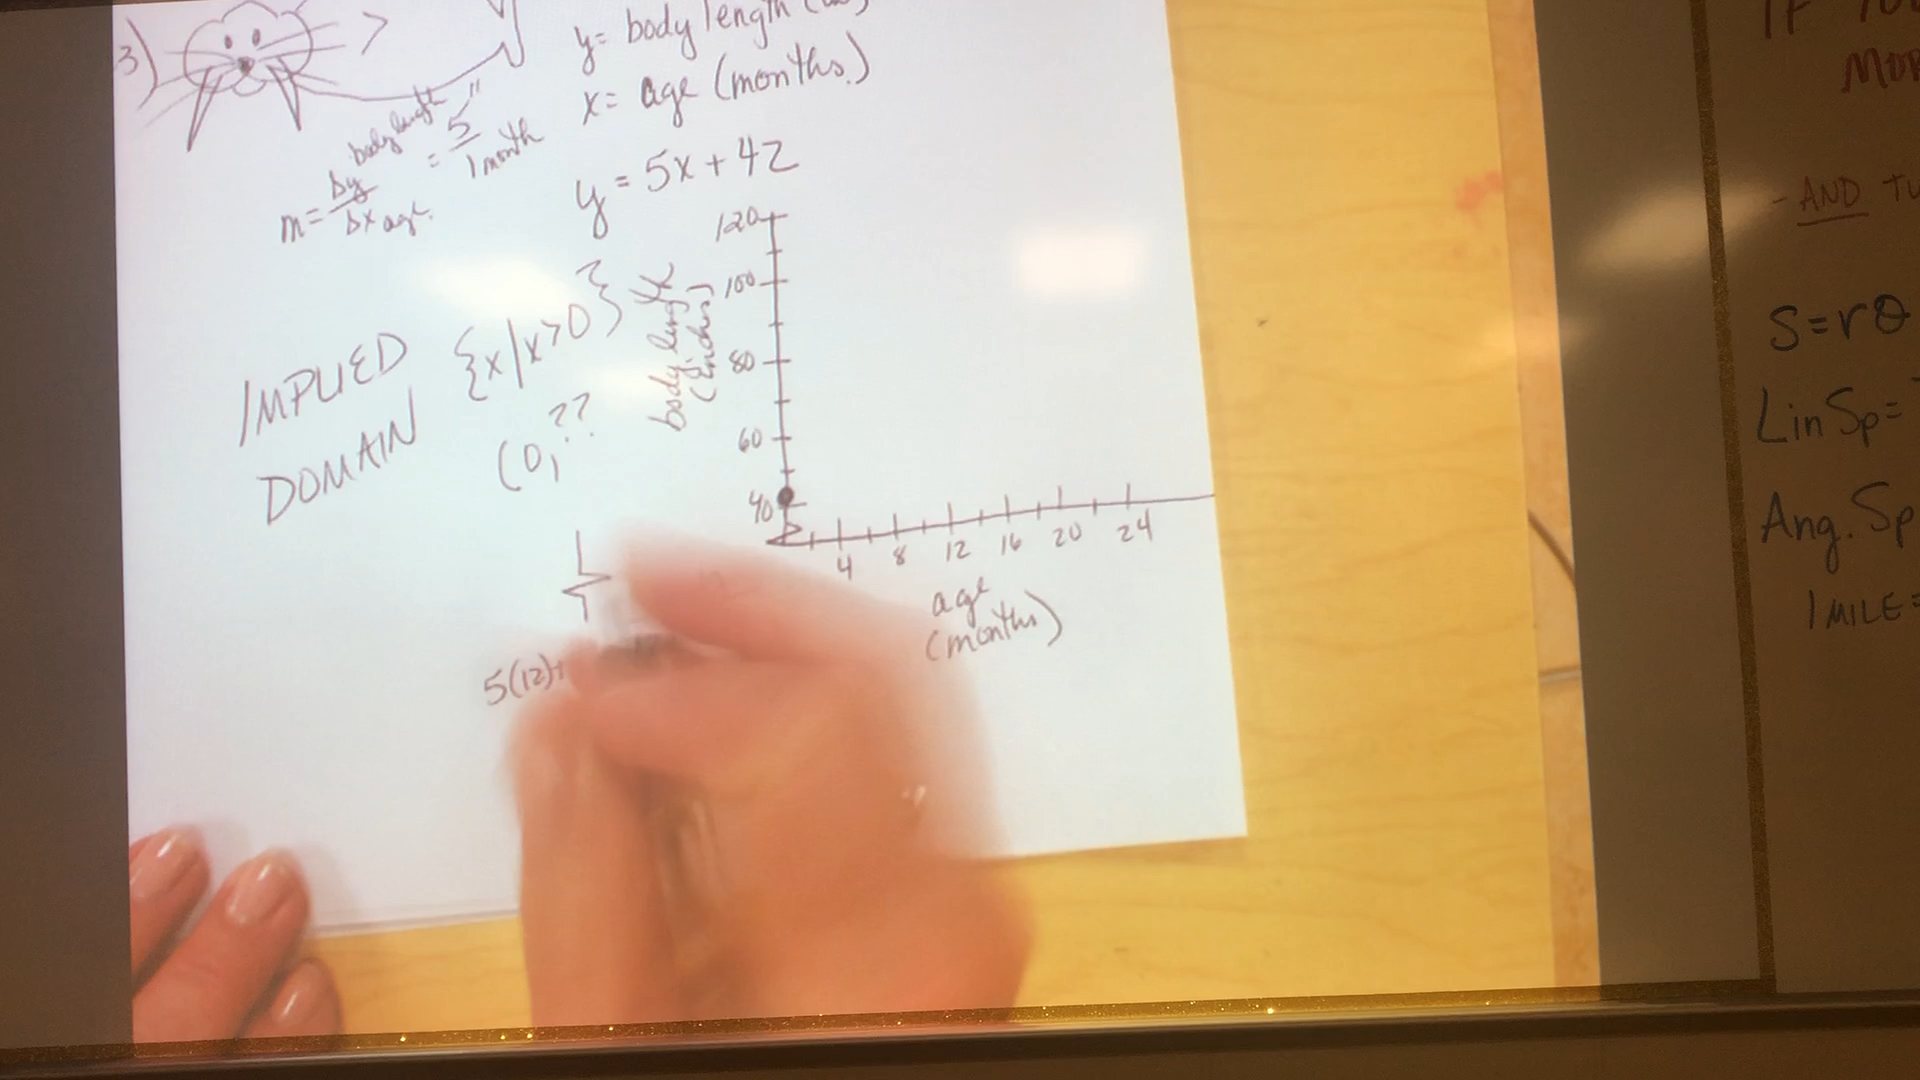 3)
y= body length
x= age (months.)
body length
m= Δy/Δx = 5"/1 month
age.
y = 5x + 42
IMPLIED
DOMAIN
{x|x>0}
?
(0, ??
body length
(inches)
120
100
80
60
40
4 8 12 16 20 24
age
(months)
5(12)+
IF
- AND
S=rθ
Lin Sp=
Ang. Sp
1 MILE=